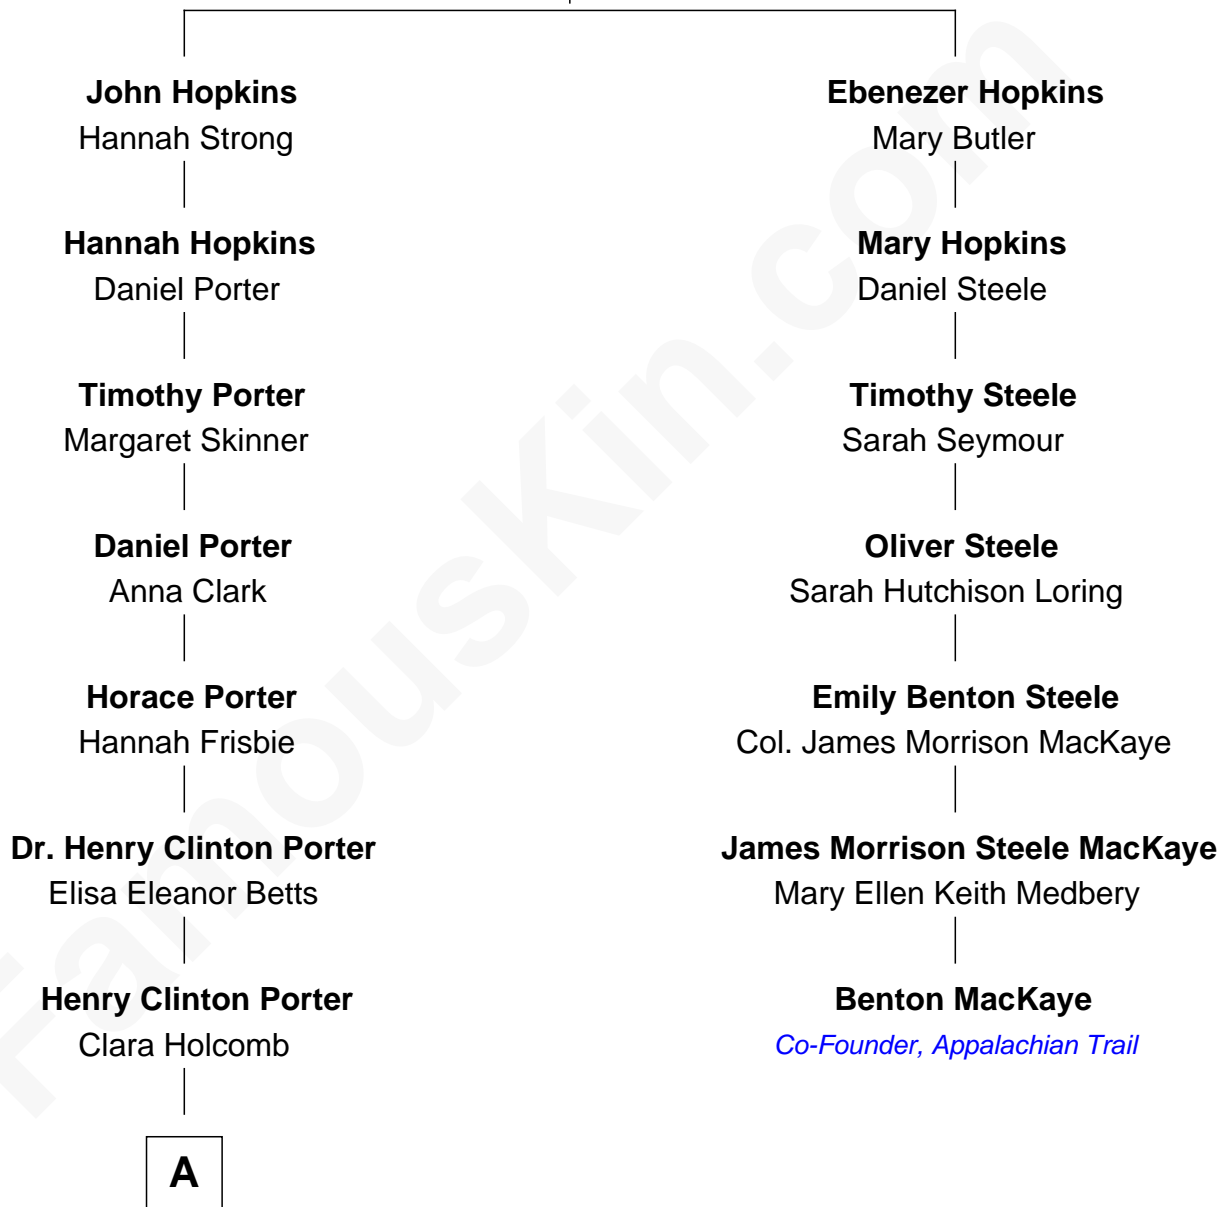 John Hopkins
Hannah Strong
Hannah Hopkins
Daniel Porter
Timothy Porter
Margaret Skinner
Daniel Porter
Anna Clark
Horace Porter
Hannah Frisbie
Dr. Henry Clinton Porter
Elisa Eleanor Betts
Henry Clinton Porter
Clara Holcomb
A
Ebenezer Hopkins
Mary Butler
Mary Hopkins
Daniel Steele
Timothy Steele
Sarah Seymour
Oliver Steele
Sarah Hutchison Loring
Emily Benton Steele
Col. James Morrison MacKaye
James Morrison Steele MacKaye
Mary Ellen Keith Medbery
Benton MacKaye
Co-Founder, Appalachian Trail
FamousKin.com